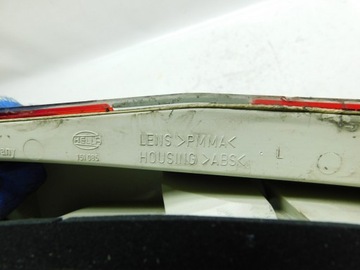 HELLA
LENS >PMMA<
HOUSING >ABS<
L